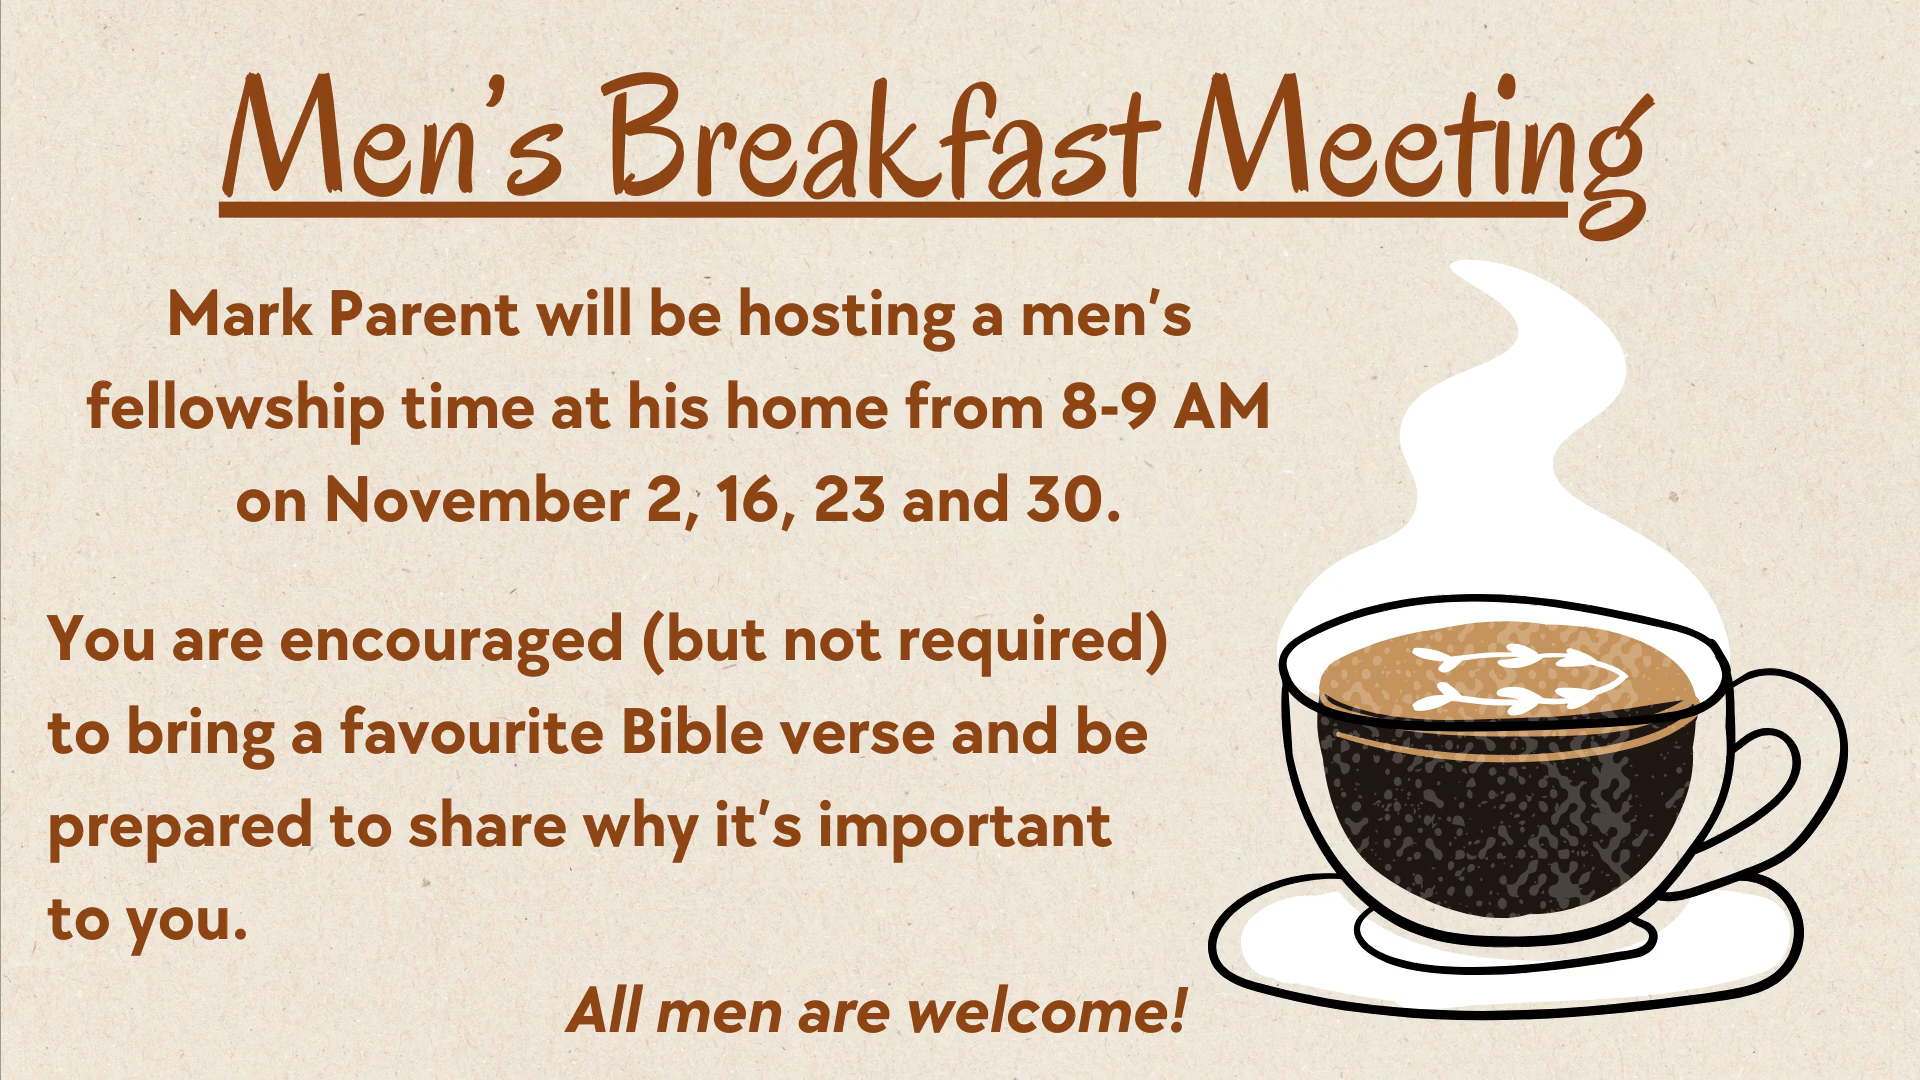 Men's Breakfast Meeting
Mark Parent will be hosting a men's
fellowship time at his home from 8-9 AM
on November 2, 16, 23 and 30.
You are encouraged (but not required)
to bring a favourite Bible verse and be
prepared to share why it's important
to you.
All men are welcome!